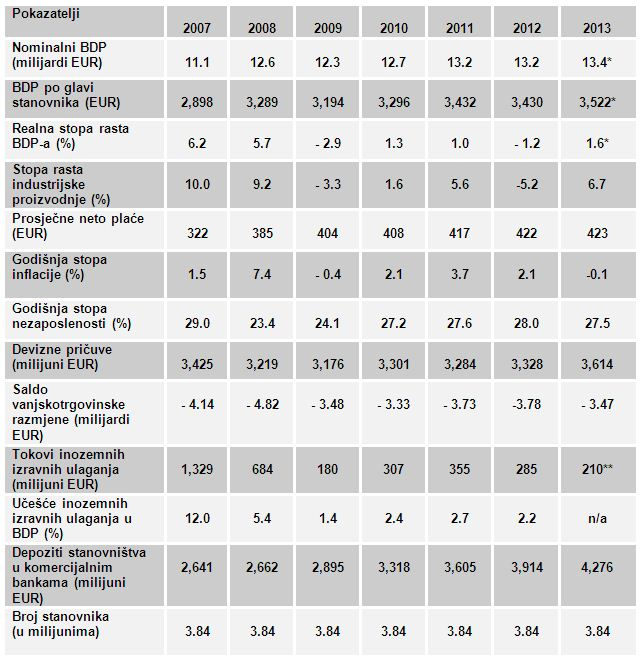 Pokazatelji 2007 2008 2009 2010 2011 2012 2013
Nominalni BDP
(milijardi EUR) 11.1 12.6 12.3 12.7 13.2 13.2 13.4*
BDP po glavi
stanovnika (EUR) 2,898 3,289 3,194 3,296 3,432 3,430 3,522*
Realna stopa rasta
BDP-a (%) 6.2 5.7 - 2.9 1.3 1.0 - 1.2 1.6*
Stopa rasta
industrijske
proizvodnje (%) 10.0 9.2 - 3.3 1.6 5.6 -5.2 6.7
Prosječne neto plaće
(EUR) 322 385 404 408 417 422 423
Godišnja stopa
inflacije (%) 1.5 7.4 - 0.4 2.1 3.7 2.1 -0.1
Godišnja stopa
nezaposlenosti (%) 29.0 23.4 24.1 27.2 27.6 28.0 27.5
Devizne pričuve
(milijuni EUR) 3,425 3,219 3,176 3,301 3,284 3,328 3,614
Saldo
vanjskotrgovinske
razmjene (milijardi
EUR) - 4.14 - 4.82 - 3.48 - 3.33 - 3.73 -3.78 - 3.47
Tokovi inozemnih
izravnih ulaganja
(milijuni EUR) 1,329 684 180 307 355 285 210**
Učešće inozemnih
izravnih ulaganja u
BDP (%) 12.0 5.4 1.4 2.4 2.7 2.2 n/a
Depoziti stanovništva
u komercijalnim
bankama (milijuni
EUR) 2,641 2,662 2,895 3,318 3,605 3,914 4,276
Broj stanovnika
(u milijunima) 3.84 3.84 3.84 3.84 3.84 3.84 3.84